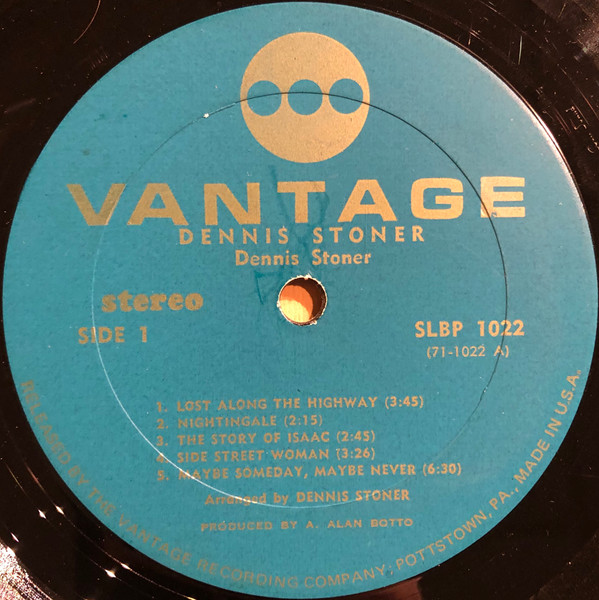 VANTAGE
DENNIS STONER
Dennis Stoner
stereo
SIDE 1
SLBP 1022
(71-1022 A)
1. LOST ALONG THE HIGHWAY (3:45)
2. NIGHTINGALE (2:15)
3. THE STORY OF ISAAC (2:45)
4. SIDE STREET WOMAN (3:26)
5. MAYBE SOMEDAY, MAYBE NEVER (6:30)
Arranged by DENNIS STONER
PRODUCED BY A. ALAN BOTTO
RELEASED BY THE VANTAGE RECORDING COMPANY, POTTSTOWN, PA., MADE IN U.S.A.